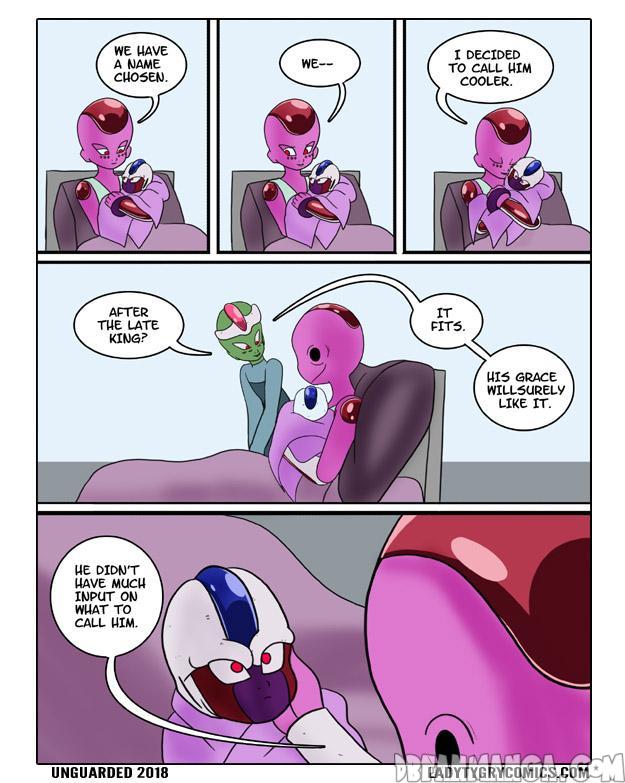 WE HAVE
A NAME
CHOSEN.
WE--
I DECIDED
TO CALL HIM
COOLER.
AFTER
THE LATE
KING?
IT
FITS.
HIS GRACE
WILLSURELY
LIKE IT.
HE DIDN'T
HAVE MUCH
INPUT ON
WHAT TO
CALL HIM.
UNGUARDED 2018
LADYTYGRYCOMICS.COM
DBFANMANGA.COM